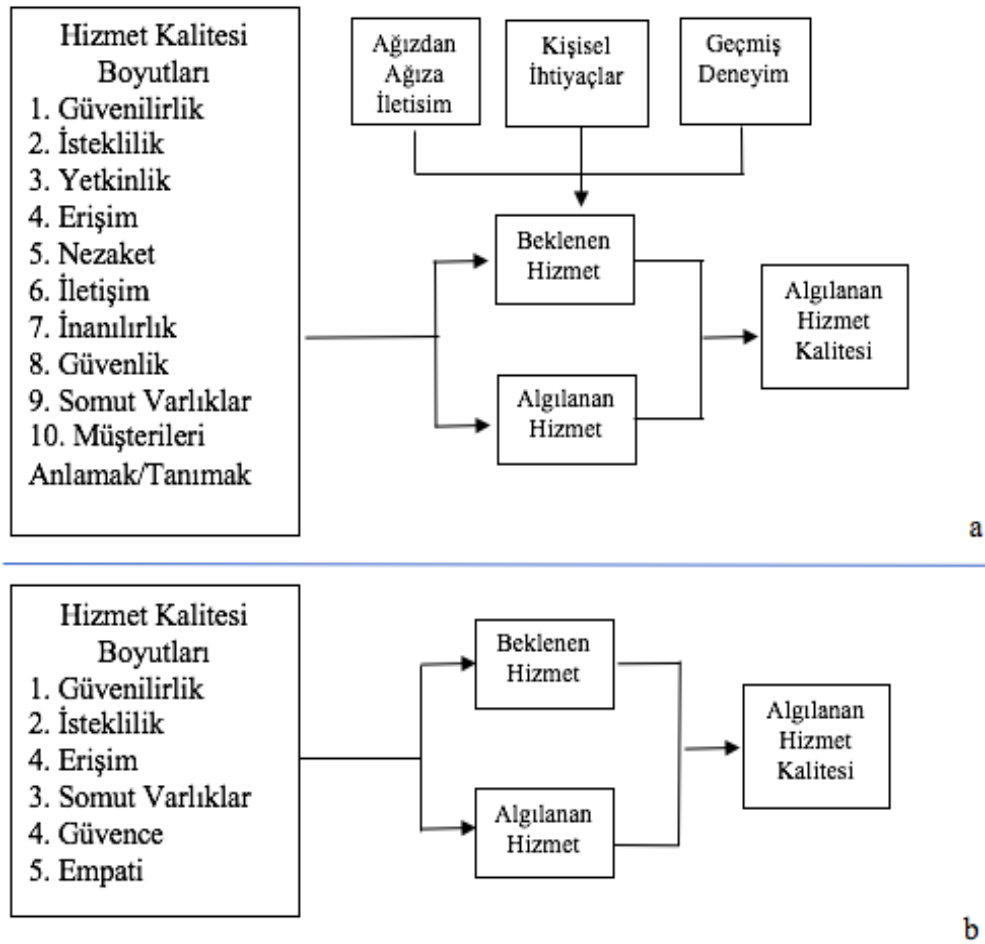 Hizmet Kalitesi
Boyutları
1. Güvenilirlik
2. İsteklilik
3. Yetkinlik
4. Erişim
5. Nezaket
6. İletişim
7. İnanılırlık
8. Güvenlik
9. Somut Varlıklar
10. Müşterileri
Anlamak/Tanımak
Ağızdan
Ağıza
İletisim
Kişisel
İhtiyaçlar
Geçmiş
Deneyim
Beklenen
Hizmet
Algılanan
Hizmet
Algılanan
Hizmet
Kalitesi
a
Hizmet Kalitesi
Boyutları
1. Güvenilirlik
2. İsteklilik
4. Erişim
3. Somut Varlıklar
4. Güvence
5. Empati
Beklenen
Hizmet
Algılanan
Hizmet
Algılanan
Hizmet
Kalitesi
b